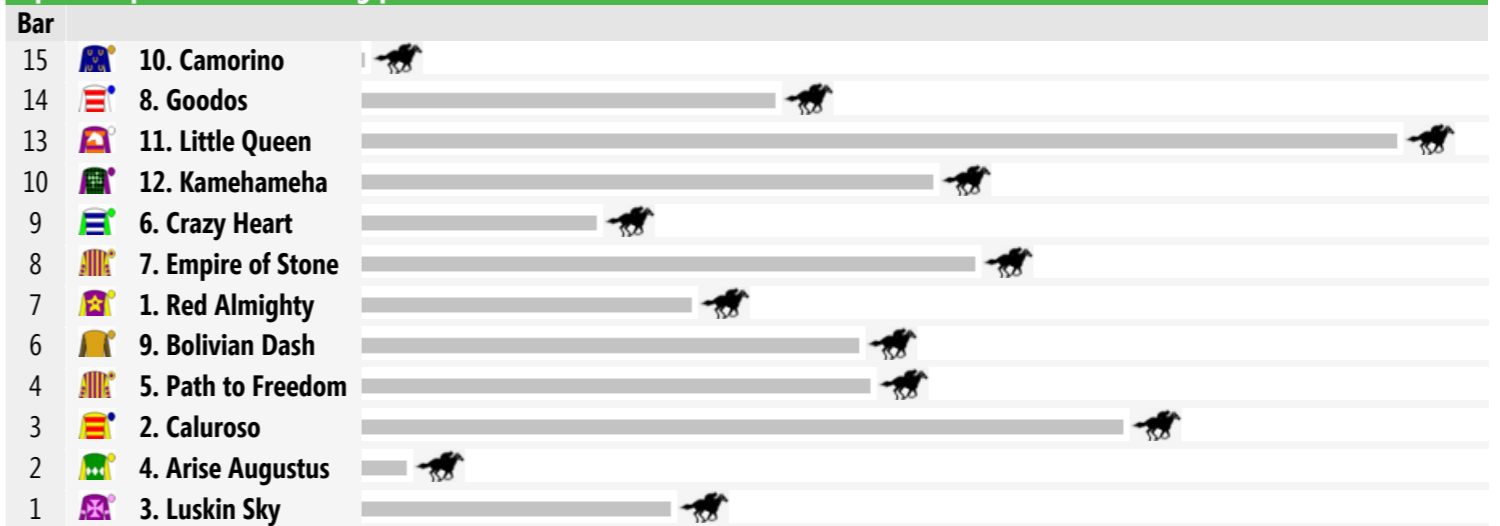 Bar
15 10. Camorino
14 8. Goodos
13 11. Little Queen
10 12. Kamehameha
9 6. Crazy Heart
8 7. Empire of Stone
7 1. Red Almighty
6 9. Bolivian Dash
4 5. Path to Freedom
3 2. Caluroso
2 4. Arise Augustus
1 3. Luskin Sky